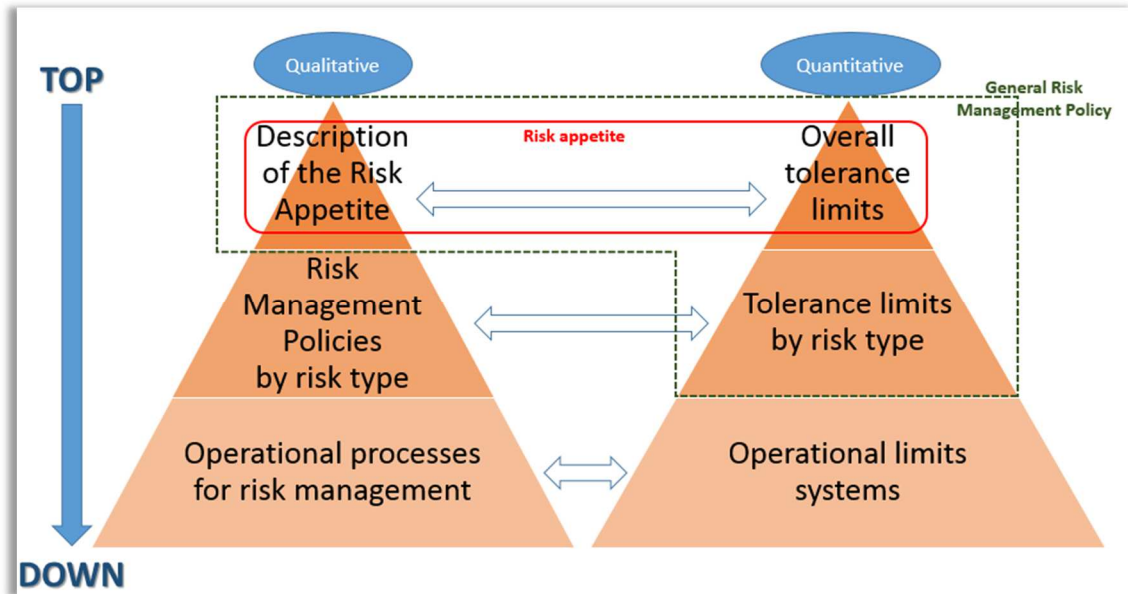 TOP
Qualitative
Quantitative
General Risk
Management Policy
Risk appetite
Description
of the Risk
Appetite
Overall
tolerance
limits
Risk
Management
Policies
by risk type
Tolerance limits
by risk type
Operational processes
for risk management
Operational limits
systems
DOWN